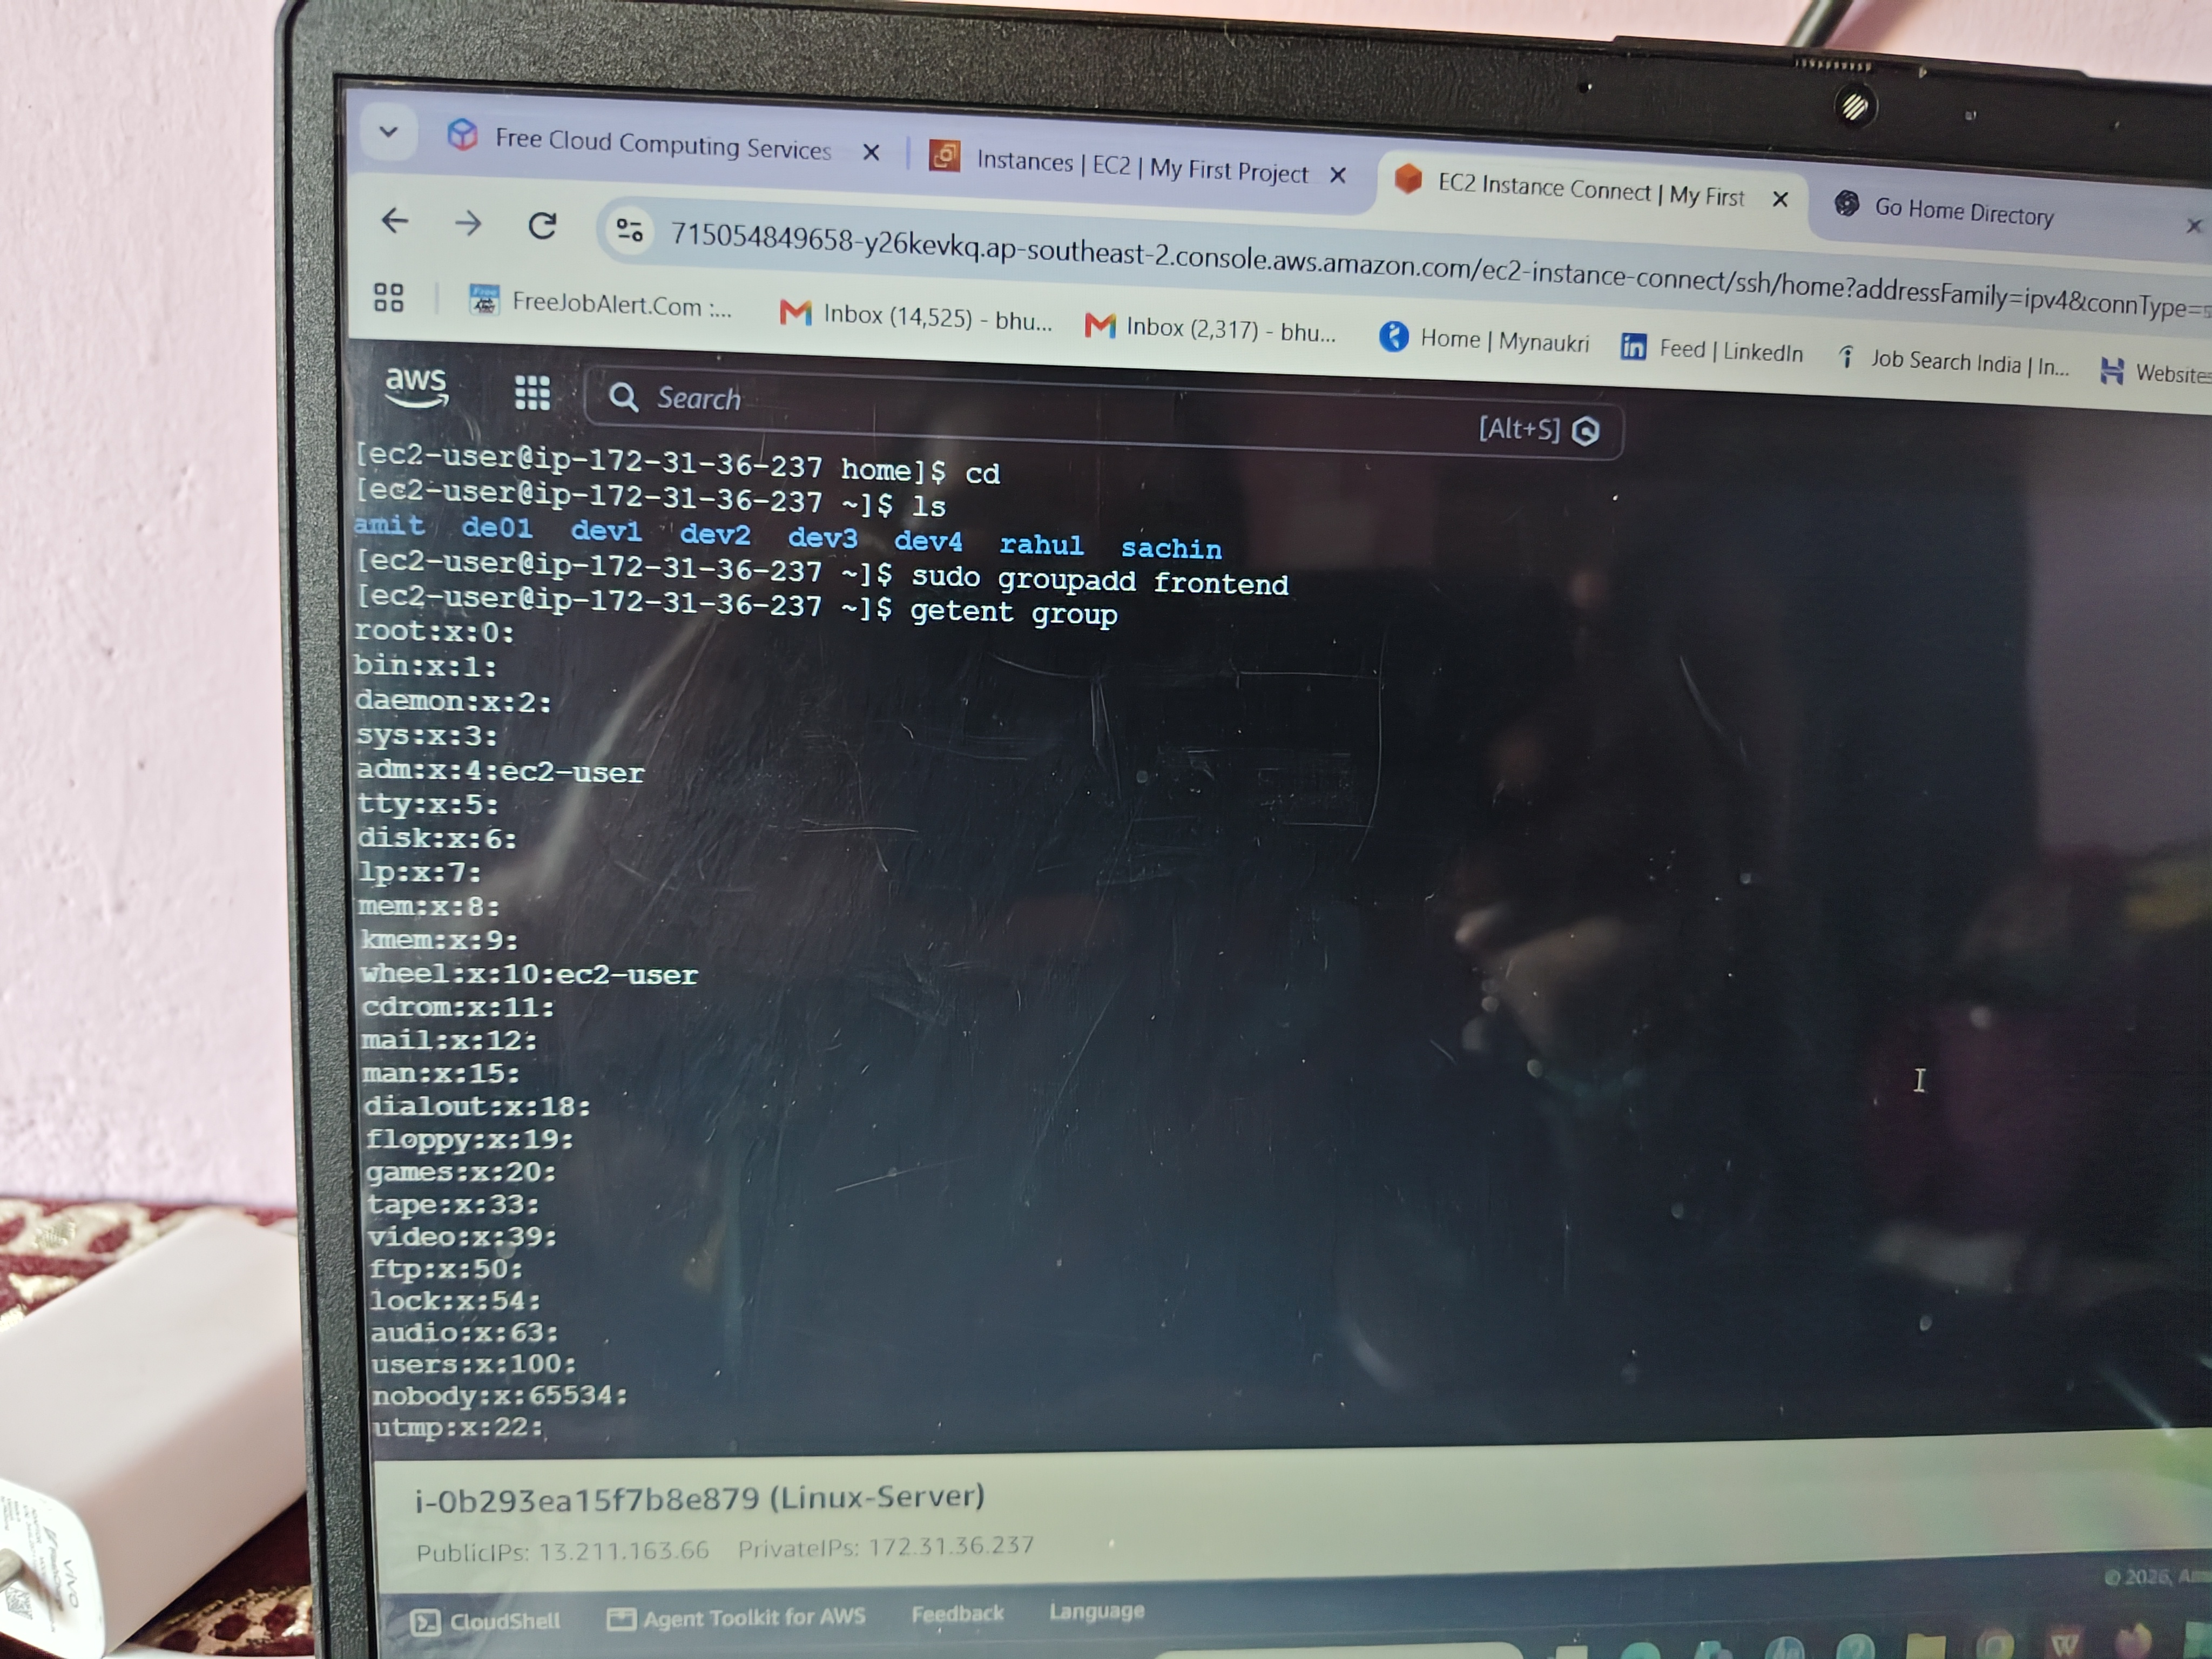 Free Cloud Computing Services
Instances | EC2 | My First Project
EC2 Instance Connect | My First
Go Home Directory
715054849658-y26kevkq.ap-southeast-2.console.aws.amazon.com/ec2-instance-connect/ssh/home?addressFamily=ipv4&connType=s
FreeJobAlert.Com :...
Inbox (14,525) - bhu...
Inbox (2,317) - bhu...
Home | Mynaukri
Feed | LinkedIn
Job Search India | In...
Websites
aws
Search
[Alt+S]
[ec2-user@ip-172-31-36-237 home]$ cd
[ec2-user@ip-172-31-36-237 ~]$ ls
amit de01 dev1 dev2 dev3 dev4 rahul sachin
[ec2-user@ip-172-31-36-237 ~]$ sudo groupadd frontend
[ec2-user@ip-172-31-36-237 ~]$ getent group
root:x:0:
bin:x:1:
daemon:x:2:
sys:x:3:
adm:x:4:ec2-user
tty:x:5:
disk:x:6:
lp:x:7:
mem:x:8:
kmem:x:9:
wheel:x:10:ec2-user
cdrom:x:11:
mail:x:12:
man:x:15:
dialout:x:18:
floppy:x:19:
games:x:20:
tape:x:33:
video:x:39:
ftp:x:50:
lock:x:54:
audio:x:63:
users:x:100:
nobody:x:65534:
utmp:x:22:
i-0b293ea15f7b8e879 (Linux-Server)
PublicIPs: 13.211.163.66 PrivateIPs: 172.31.36.237
© 2026,
CloudShell
Agent Toolkit for AWS
Feedback
Language
vivo